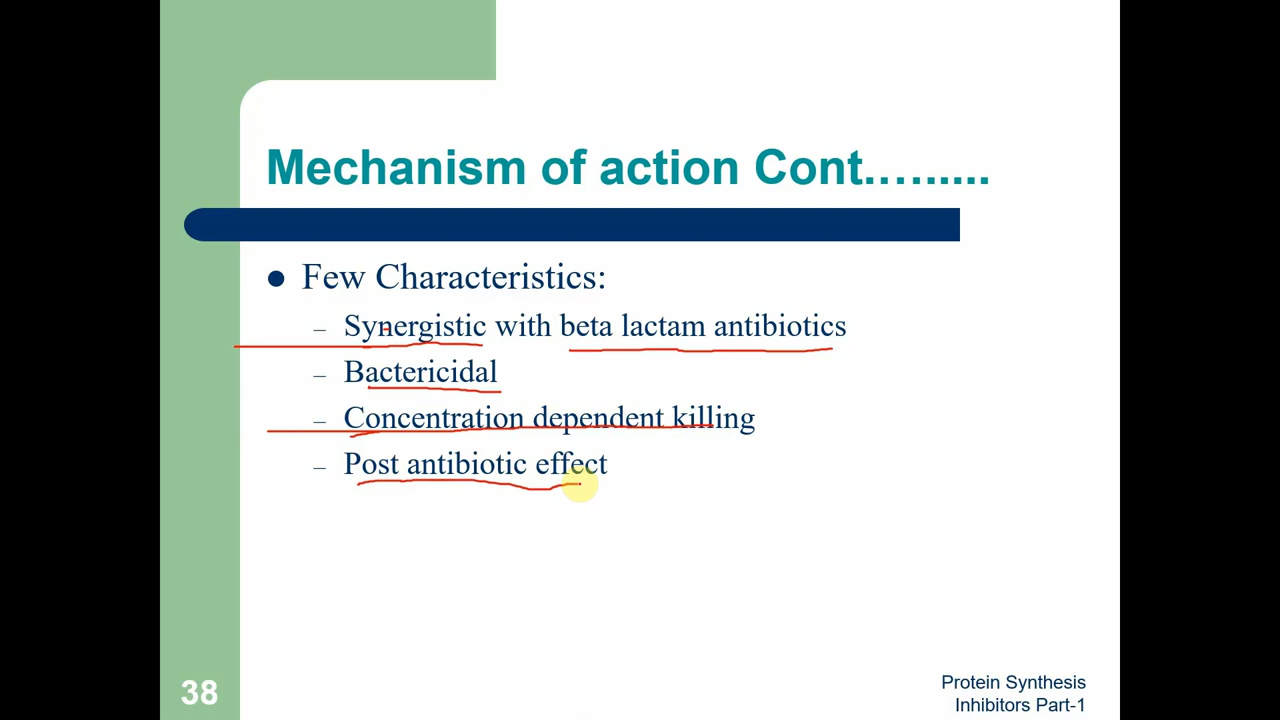 Mechanism of action Cont.…......
Few Characteristics:
– Synergistic with beta lactam antibiotics
– Bactericidal
– Concentration dependent killing
– Post antibiotic effect
38
Protein Synthesis
Inhibitors Part-1